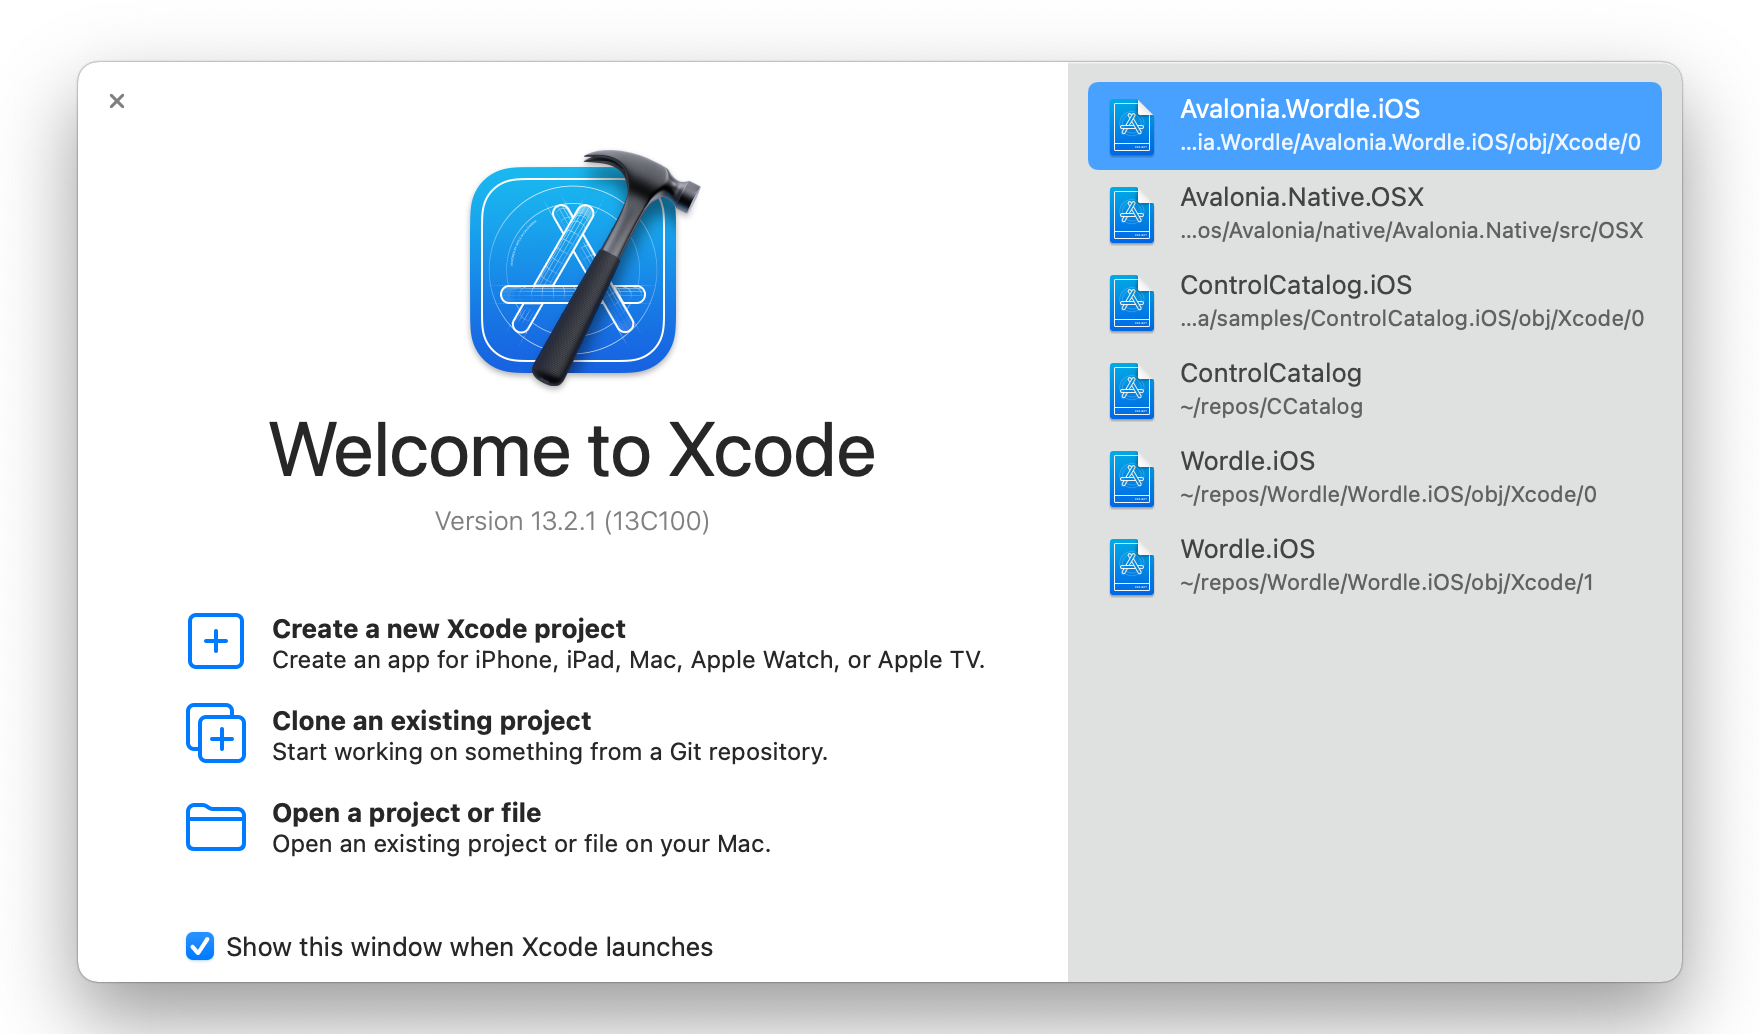 Welcome to Xcode
Version 13.2.1 (13C100)
Create a new Xcode project
Create an app for iPhone, iPad, Mac, Apple Watch, or Apple TV.
Clone an existing project
Start working on something from a Git repository.
Open a project or file
Open an existing project or file on your Mac.
Show this window when Xcode launches
Avalonia.Wordle.iOS
...ia.Wordle/Avalonia.Wordle.iOS/obj/Xcode/0
Avalonia.Native.OSX
...os/Avalonia/native/Avalonia.Native/src/OSX
ControlCatalog.iOS
...a/samples/ControlCatalog.iOS/obj/Xcode/0
ControlCatalog
~/repos/CCatalog
Wordle.iOS
~/repos/Wordle/Wordle.iOS/obj/Xcode/0
Wordle.iOS
~/repos/Wordle/Wordle.iOS/obj/Xcode/1